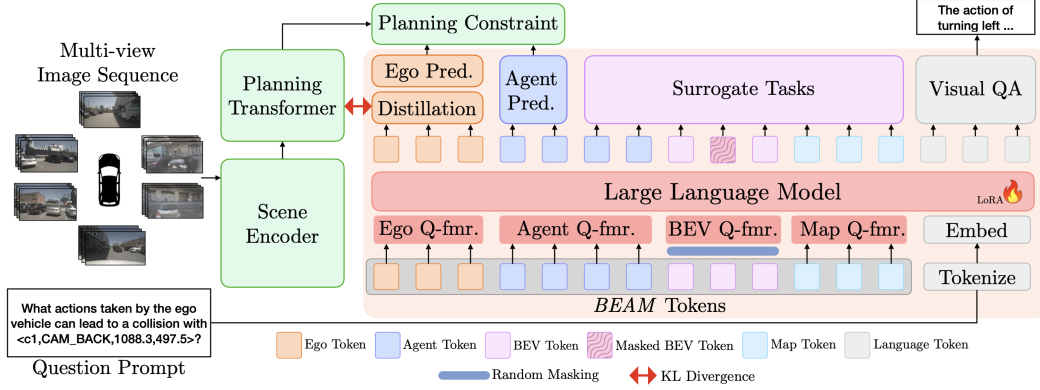 Multi-view
Image Sequence
Planning
Transformer
Scene
Encoder
Planning Constraint
Ego Pred.
Distillation
Agent
Pred.
Surrogate Tasks
The action of
turning left ...
Visual QA
Large Language Model
LoRA
Ego Q-fmr.
Agent Q-fmr.
BEV Q-fmr.
Map Q-fmr.
Embed
Tokenize
BEAM Tokens
What actions taken by the ego
vehicle can lead to a collision with
<c1,CAM_BACK,1088.3,497.5>?
Question Prompt
Ego Token
Agent Token
BEV Token
Masked BEV Token
Map Token
Language Token
Random Masking
KL Divergence